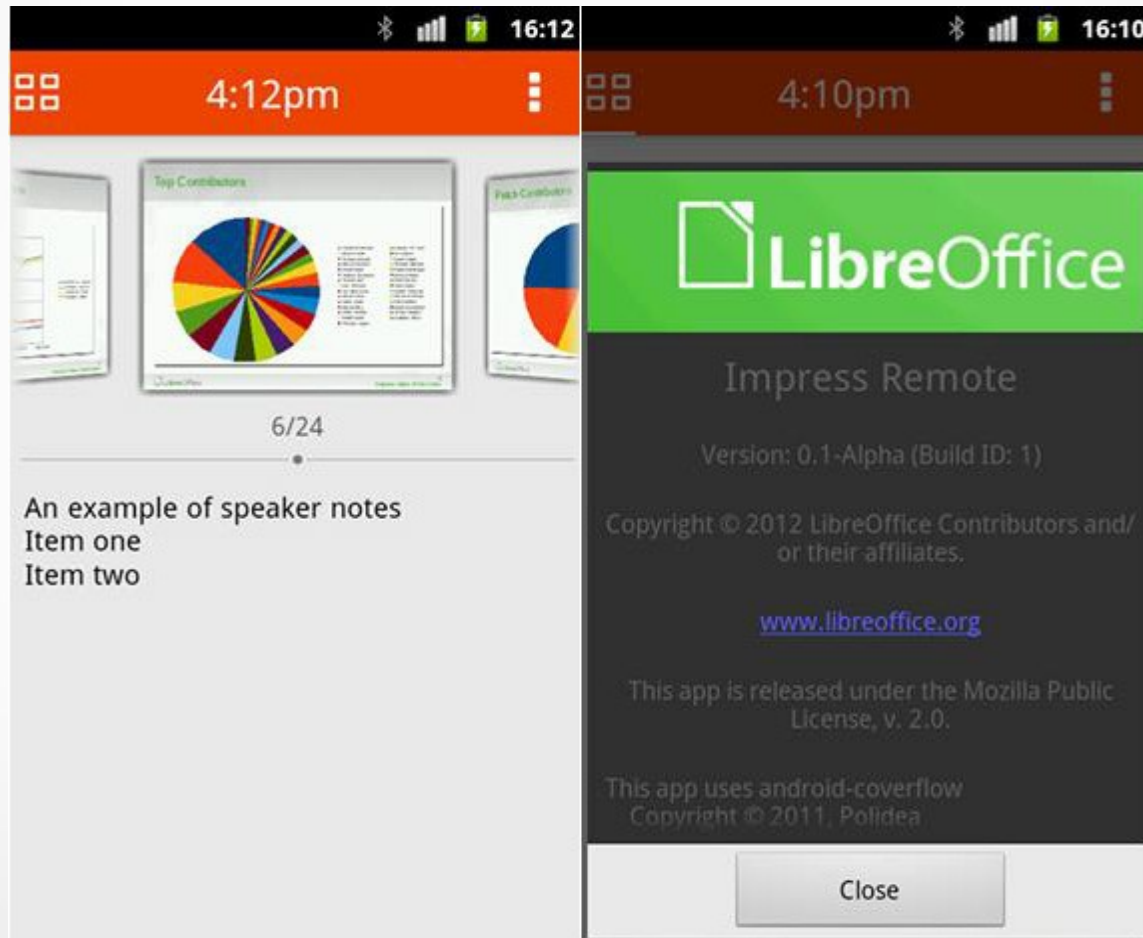 16:12
4:12pm
Top Contributors
LibreOffice
6/24
An example of speaker notes
Item one
Item two
16:10
4:10pm
LibreOffice
Impress Remote
Version: 0.1-Alpha (Build ID: 1)
Copyright © 2012 LibreOffice Contributors and/
or their affiliates.
www.libreoffice.org
This app is released under the Mozilla Public
License, v. 2.0.
This app uses android-coverflow
Copyright © 2011, Polidea
Close